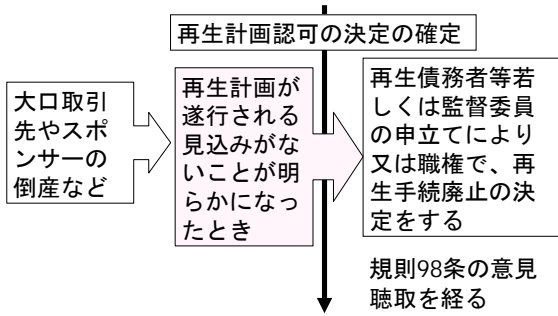 再生計画認可の決定の確定
大口取引
先やスポ
ンサーの
倒産など
再生計画が
遂行される
見込みがな
いことが明
らかになっ
たとき
再生債務者等若
しくは監督委員
の申立てにより
又は職権で、再
生手続廃止の決
定をする
規則98条の意見
聴取を経る